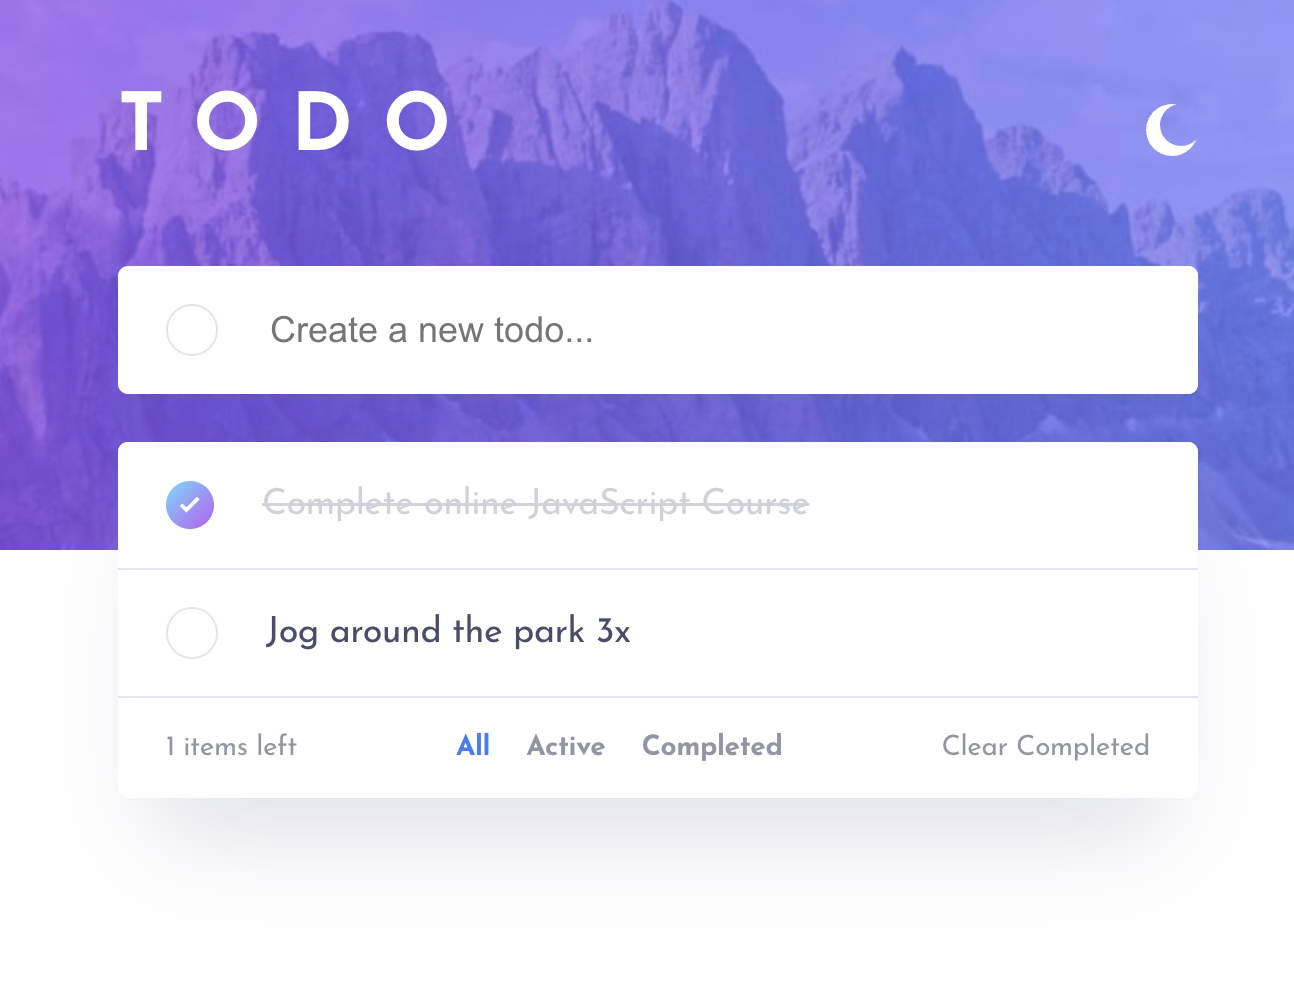 TODO
Create a new todo...
Complete online JavaScript Course
Jog around the park 3x
1 items left All Active Completed Clear Completed